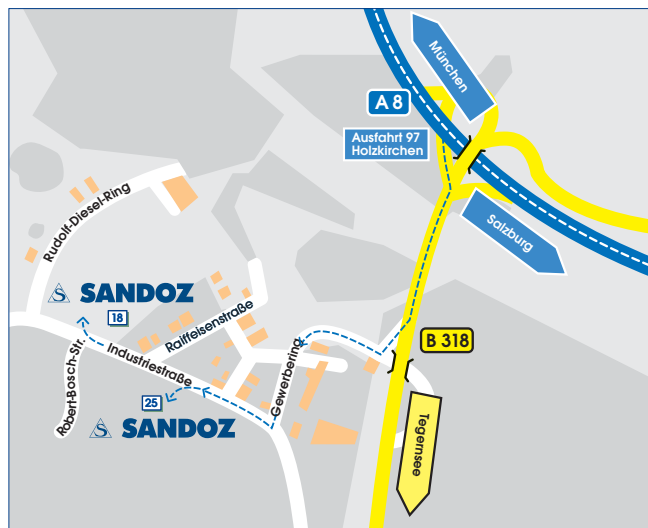 München
A 8
Ausfahrt 97
Holzkirchen
Salzburg
Rudolf-Diesel-Ring
S SANDOZ
18
Raiffeisenstraße
B 318
Robert-Bosch-Str.
Industriestraße
Gewerbering
25
S SANDOZ
Tegernsee